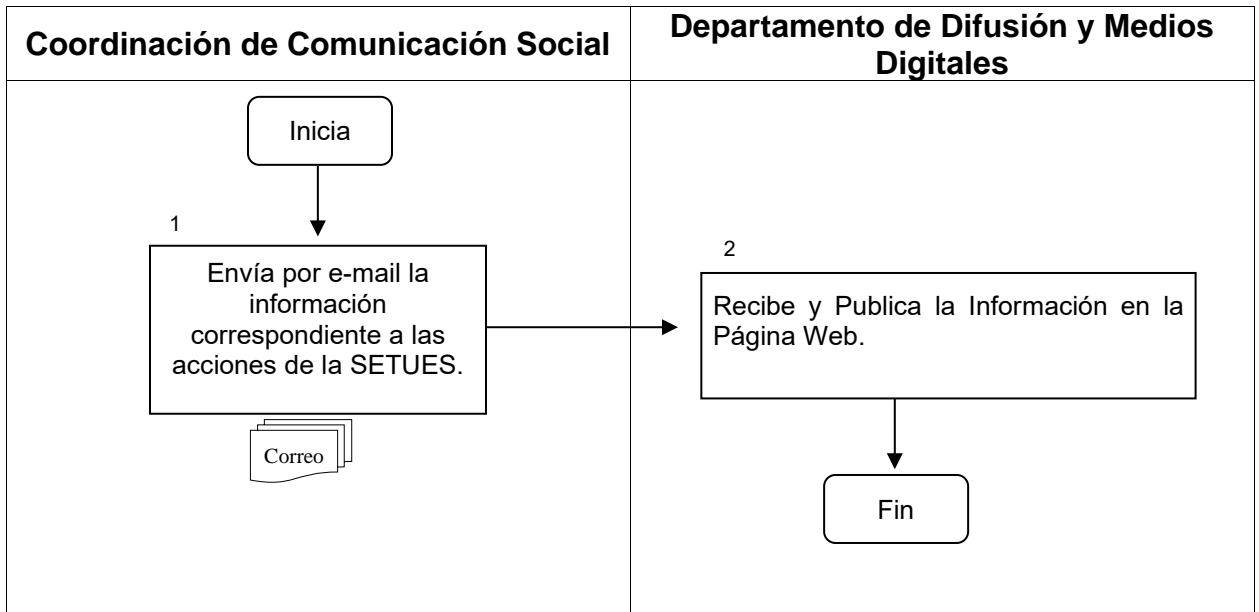 Coordinación de Comunicación Social
Departamento de Difusión y Medios
Digitales
Inicia
1
Envía por e-mail la
información
correspondiente a las
acciones de la SETUES.
Correo
2
Recibe y Publica la Información en la
Página Web.
Fin